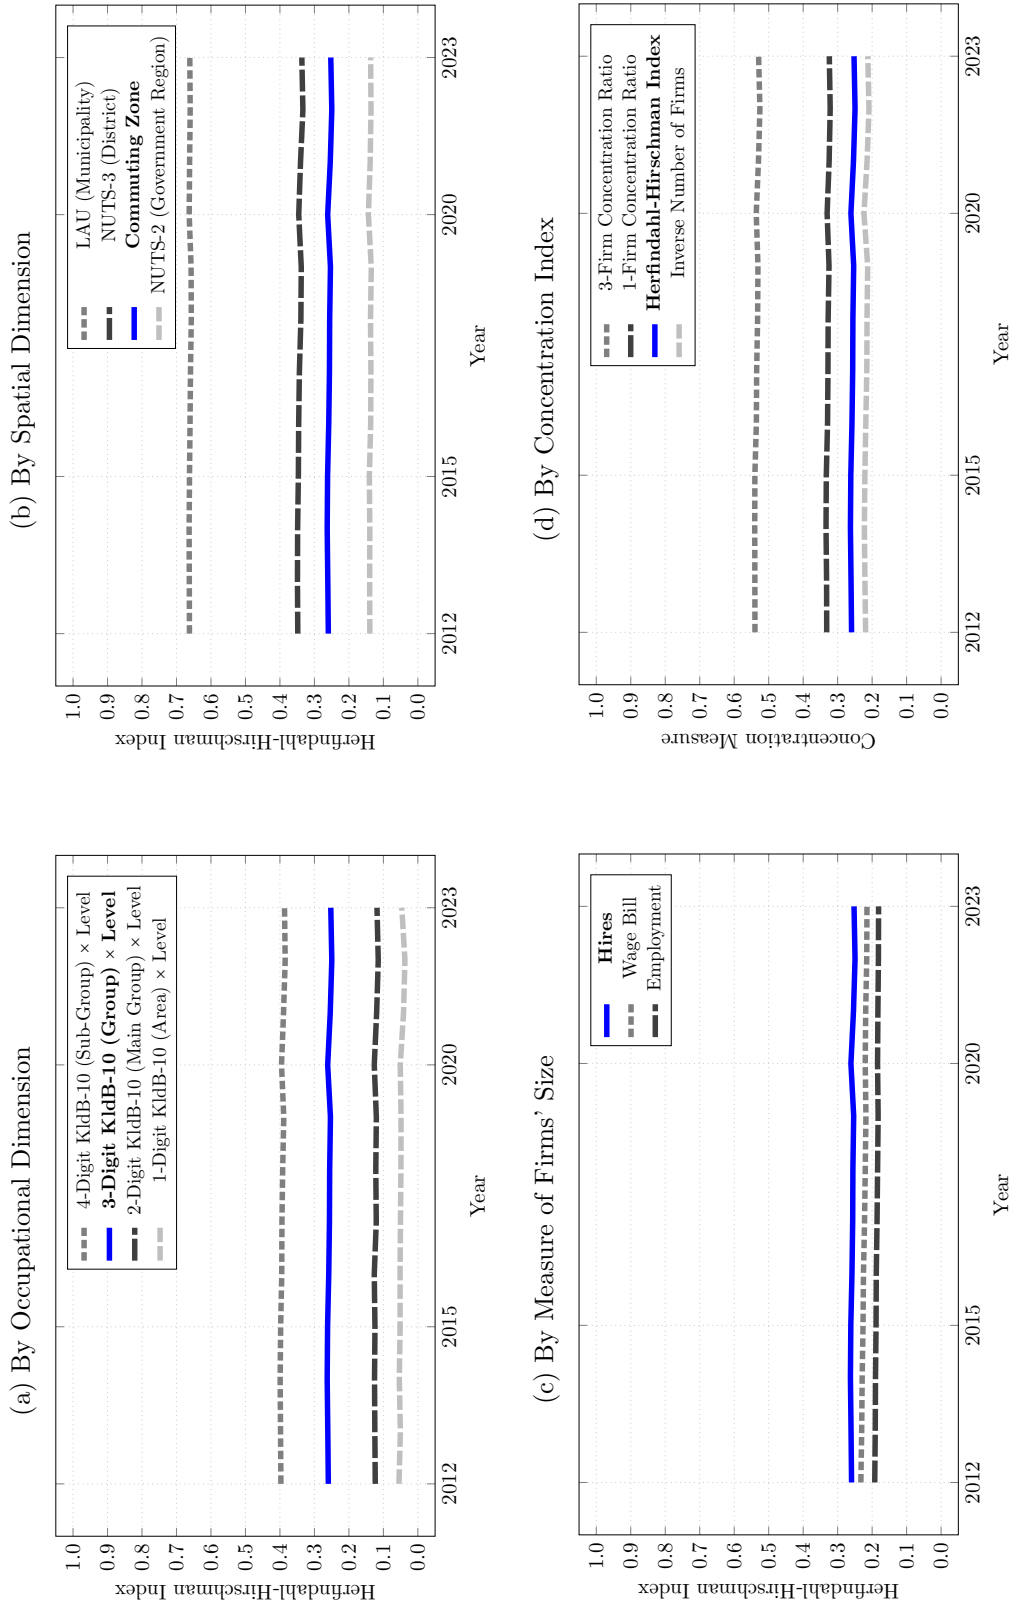 (a) By Occupational Dimension
Herfindahl-Hirschman Index
1.0
0.9
0.8
0.7
0.6
0.5
0.4
0.3
0.2
0.1
0.0
4-Digit KldB-10 (Sub-Group) × Level
3-Digit KldB-10 (Group) × Level
2-Digit KldB-10 (Main Group) × Level
1-Digit KldB-10 (Area) × Level
2012
2015
2020
2023
Year
(b) By Spatial Dimension
Herfindahl-Hirschman Index
1.0
0.9
0.8
0.7
0.6
0.5
0.4
0.3
0.2
0.1
0.0
LAU (Municipality)
NUTS-3 (District)
Commuting Zone
NUTS-2 (Government Region)
2012
2015
2020
2023
Year
(c) By Measure of Firms’ Size
Herfindahl-Hirschman Index
1.0
0.9
0.8
0.7
0.6
0.5
0.4
0.3
0.2
0.1
0.0
Hires
Wage Bill
Employment
2012
2015
2020
2023
Year
(d) By Concentration Index
Concentration Measure
1.0
0.9
0.8
0.7
0.6
0.5
0.4
0.3
0.2
0.1
0.0
3-Firm Concentration Ratio
1-Firm Concentration Ratio
Herfindahl-Hirschman Index
Inverse Number of Firms
2012
2015
2020
2023
Year